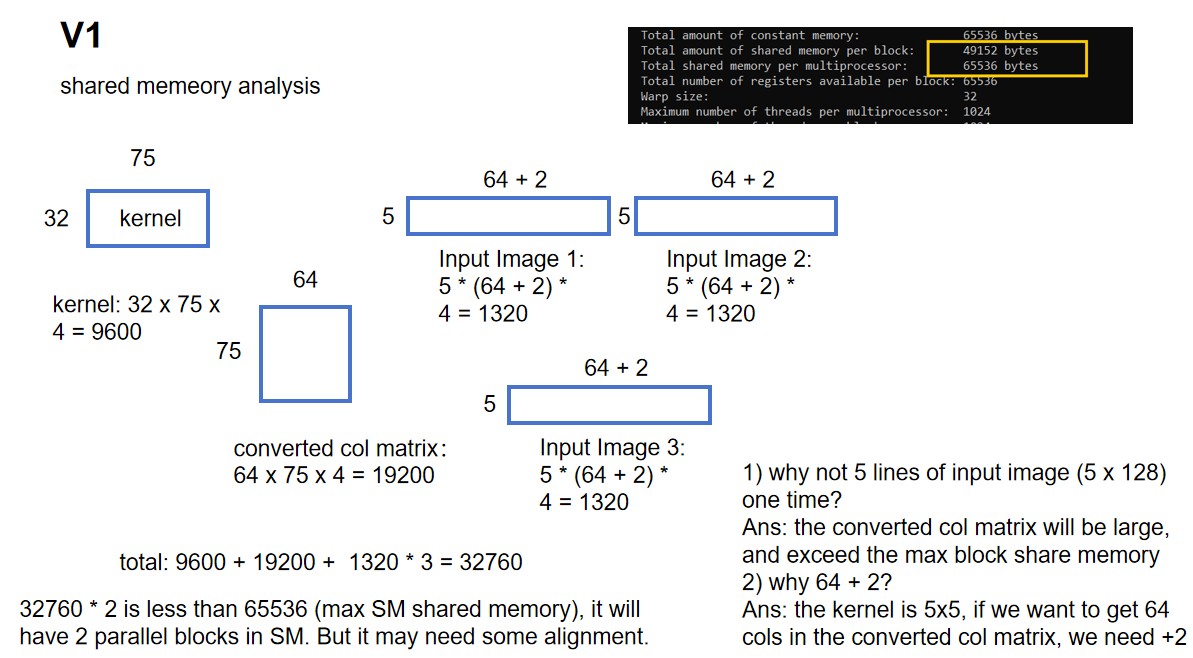 V1
shared memeory analysis
Total amount of constant memory: 65536 bytes
Total amount of shared memory per block: 49152 bytes
Total shared memory per multiprocessor: 65536 bytes
Total number of registers available per block: 65536
Warp size: 32
Maximum number of threads per multiprocessor: 1024
75
32
kernel
kernel: 32 x 75 x
4 = 9600
64
75
converted col matrix:
64 x 75 x 4 = 19200
64 + 2
5
Input Image 1:
5 * (64 + 2) *
4 = 1320
64 + 2
5
Input Image 2:
5 * (64 + 2) *
4 = 1320
64 + 2
5
Input Image 3:
5 * (64 + 2) *
4 = 1320
total: 9600 + 19200 + 1320 * 3 = 32760
32760 * 2 is less than 65536 (max SM shared memory), it will
have 2 parallel blocks in SM. But it may need some alignment.
1) why not 5 lines of input image (5 x 128)
one time?
Ans: the converted col matrix will be large,
and exceed the max block share memory
2) why 64 + 2?
Ans: the kernel is 5x5, if we want to get 64
cols in the converted col matrix, we need +2